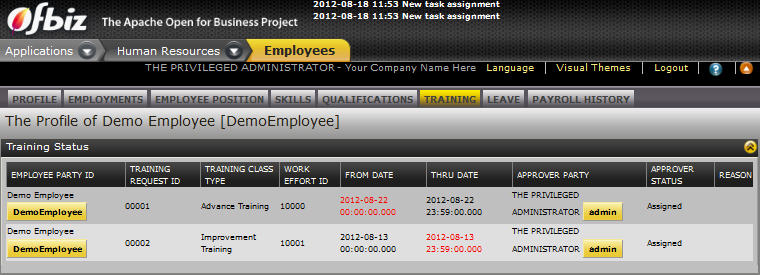 2012-08-18 11:53 New task assignment
2012-08-18 11:53 New task assignment
Ofbiz The Apache Open for Business Project
Applications Human Resources Employees
THE PRIVILEGED ADMINISTRATOR - Your Company Name Here Language Visual Themes Logout ?
PROFILE EMPLOYMENTS EMPLOYEE POSITION SKILLS QUALIFICATIONS TRAINING LEAVE PAYROLL HISTORY
The Profile of Demo Employee [DemoEmployee]
Training Status
EMPLOYEE PARTY ID TRAINING REQUEST ID TRAINING CLASS TYPE WORK EFFORT ID FROM DATE THRU DATE APPROVER PARTY APPROVER STATUS REASON
Demo Employee DemoEmployee 00001 Advance Training 10000 2012-08-22 00:00:00.000 2012-08-22 23:59:00.000 THE PRIVILEGED ADMINISTRATOR admin Assigned
Demo Employee DemoEmployee 00002 Improvement Training 10001 2012-08-13 00:00:00.000 2012-08-13 23:59:00.000 THE PRIVILEGED ADMINISTRATOR admin Assigned